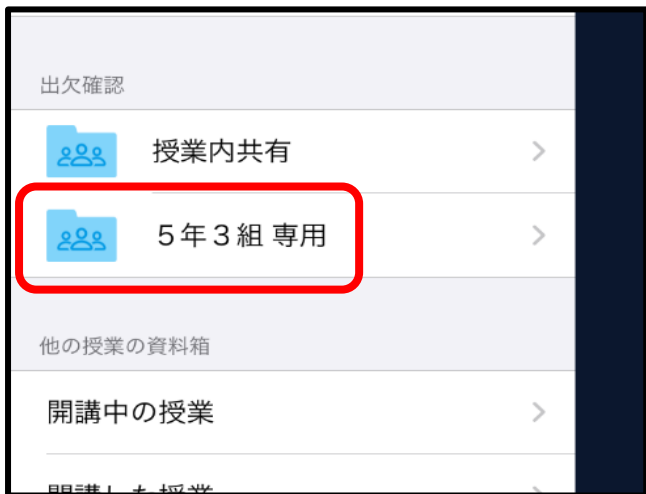 出欠確認
授業内共有
５年３組 専用
他の授業の資料箱
開講中の授業